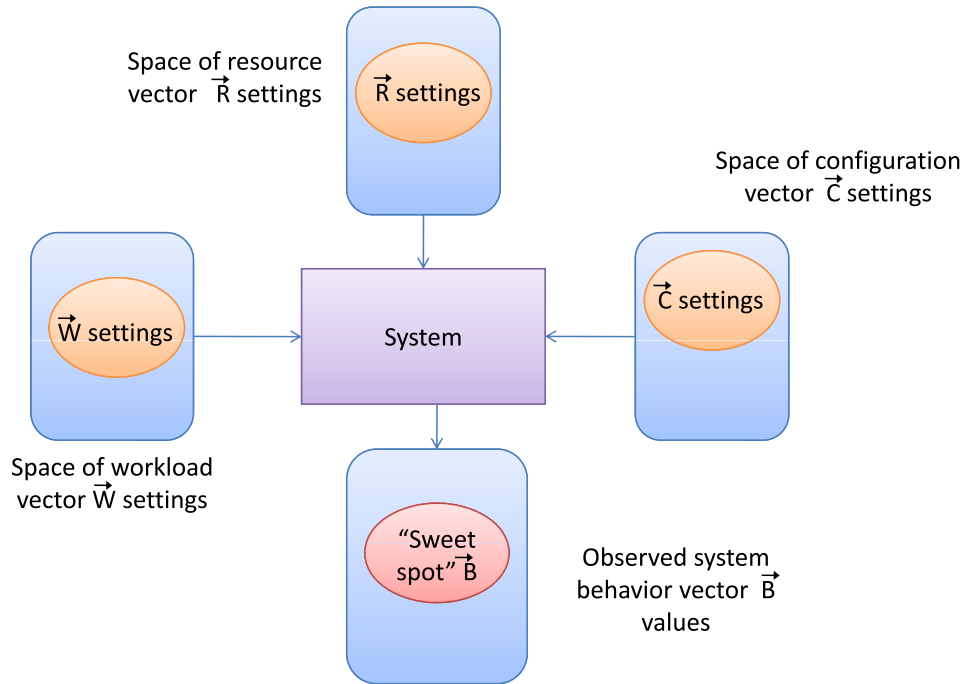 Space of resource
vector R⃗ settings
R⃗ settings
Space of configuration
vector C⃗ settings
C⃗ settings
W⃗ settings
System
Space of workload
vector W⃗ settings
“Sweet
spot” B⃗
Observed system
behavior vector B⃗
values